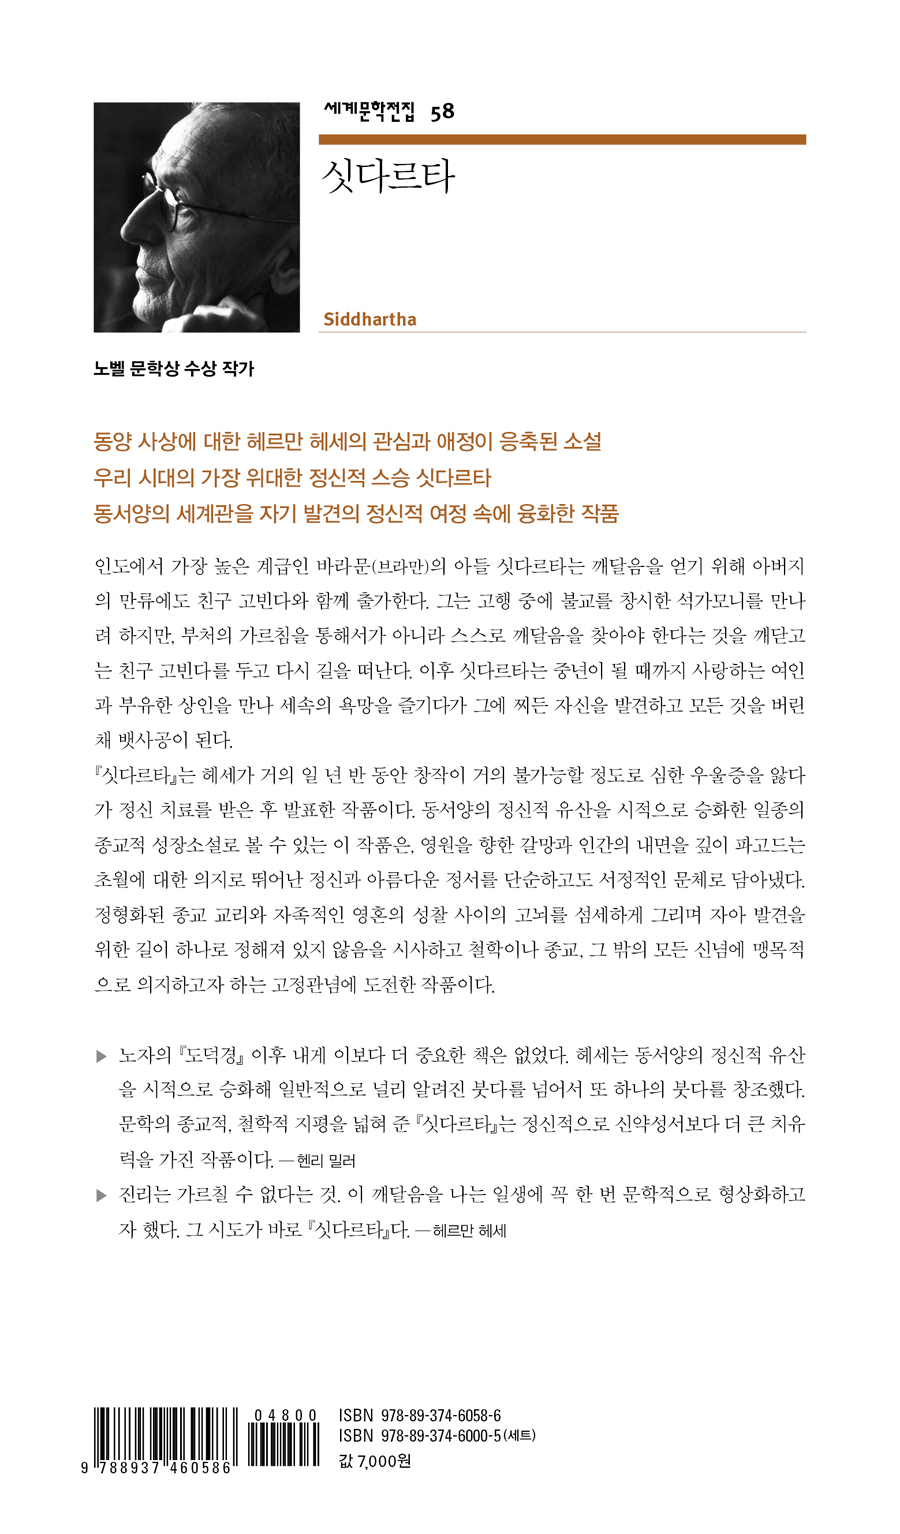 세계문학전집 58
싯다르타
Siddhartha
노벨 문학상 수상 작가
동양 사상에 대한 헤르만 헤세의 관심과 애정이 응축된 소설
우리 시대의 가장 위대한 정신적 스승 싯다르타
동서양의 세계관을 자기 발견의 정신적 여정 속에 융화한 작품
인도에서 가장 높은 계급인 바라문(브라만)의 아들 싯다르타는 깨달음을 얻기 위해 아버지
의 만류에도 친구 고빈다와 함께 출가한다. 그는 고행 중에 불교를 창시한 석가모니를 만나
려 하지만, 부처의 가르침을 통해서가 아니라 스스로 깨달음을 찾아야 한다는 것을 깨닫고
는 친구 고빈다를 두고 다시 길을 떠난다. 이후 싯다르타는 중년이 될 때까지 사랑하는 여인
과 부유한 상인을 만나 세속의 욕망을 즐기다가 그에 찌든 자신을 발견하고 모든 것을 버린
채 뱃사공이 된다.
『싯다르타』는 헤세가 거의 일 년 반 동안 창작이 거의 불가능할 정도로 심한 우울증을 앓다
가 정신 치료를 받은 후 발표한 작품이다. 동서양의 정신적 유산을 시적으로 승화한 일종의
종교적 성장소설로 볼 수 있는 이 작품은, 영원을 향한 갈망과 인간의 내면을 깊이 파고드는
초월에 대한 의지로 뛰어난 정신과 아름다운 정서를 단순하고도 서정적인 문체로 담아냈다.
정형화된 종교 교리와 자족적인 영혼의 성찰 사이의 고뇌를 섬세하게 그리며 자아 발견을
위한 길이 하나로 정해져 있지 않음을 시사하고 철학이나 종교, 그 밖의 모든 신념에 맹목적
으로 의지하고자 하는 고정관념에 도전한 작품이다.
▶ 노자의 『도덕경』 이후 내게 이보다 더 중요한 책은 없었다. 헤세는 동서양의 정신적 유산
을 시적으로 승화해 일반적으로 널리 알려진 붓다를 넘어서 또 하나의 붓다를 창조했다.
문학의 종교적, 철학적 지평을 넓혀 준 『싯다르타』는 정신적으로 신약성서보다 더 큰 치유
력을 가진 작품이다. ―헨리 밀러
▶ 진리는 가르칠 수 없다는 것. 이 깨달음을 나는 일생에 꼭 한 번 문학적으로 형상화하고
자 했다. 그 시도가 바로 『싯다르타』다. ―헤르만 헤세
04800
9 788937 460586
ISBN 978-89-374-6058-6
ISBN 978-89-374-6000-5(세트)
값 7,000원